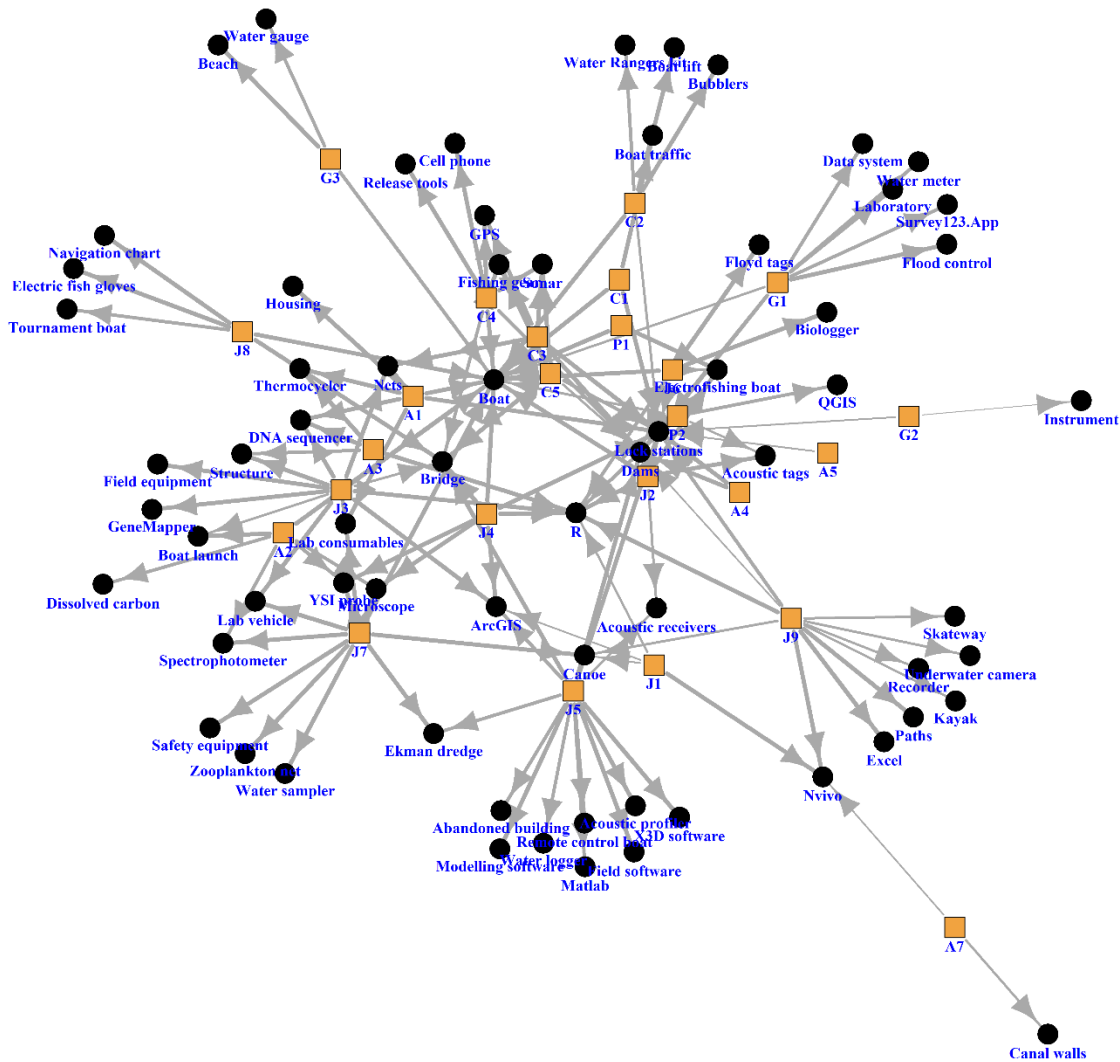 Water gauge
Beach
Water Rangers Kit
Boat lift
Bubblers
Cell phone
Boat traffic
Data system
G3
Release tools
Water meter
Laboratory
C2
Survey123.App
GPS
Navigation chart
Floyd tags
Flood control
Electric fish gloves
Fishing gear
Sonar
C1
G1
Housing
C4
Tournament boat
Biologger
P1
J8
C3
Thermocycler
Nets
Boat
C5
Electrofishing boat
QGIS
A1
Instrument
P2
G2
DNA sequencer
Lock stations
Structure
A3
Dams
Acoustic tags
A5
Field equipment
Bridge
J2
A4
J3
GeneMapper
J4
R
Boat launch
A2
Lab consumables
Dissolved carbon
YSI probe
Microscope
Lab vehicle
ArcGIS
Acoustic receivers
Skateway
J9
Spectrophotometer
J7
Canoe
Underwater camera
J1
Recorder
J5
Kayak
Paths
Safety equipment
Ekman dredge
Excel
Zooplankton net
Water sampler
Nvivo
Abandoned building
Acoustic profiler
X3D software
Remote control boat
Modelling software
Water logger
Field software
Matlab
A7
Canal walls